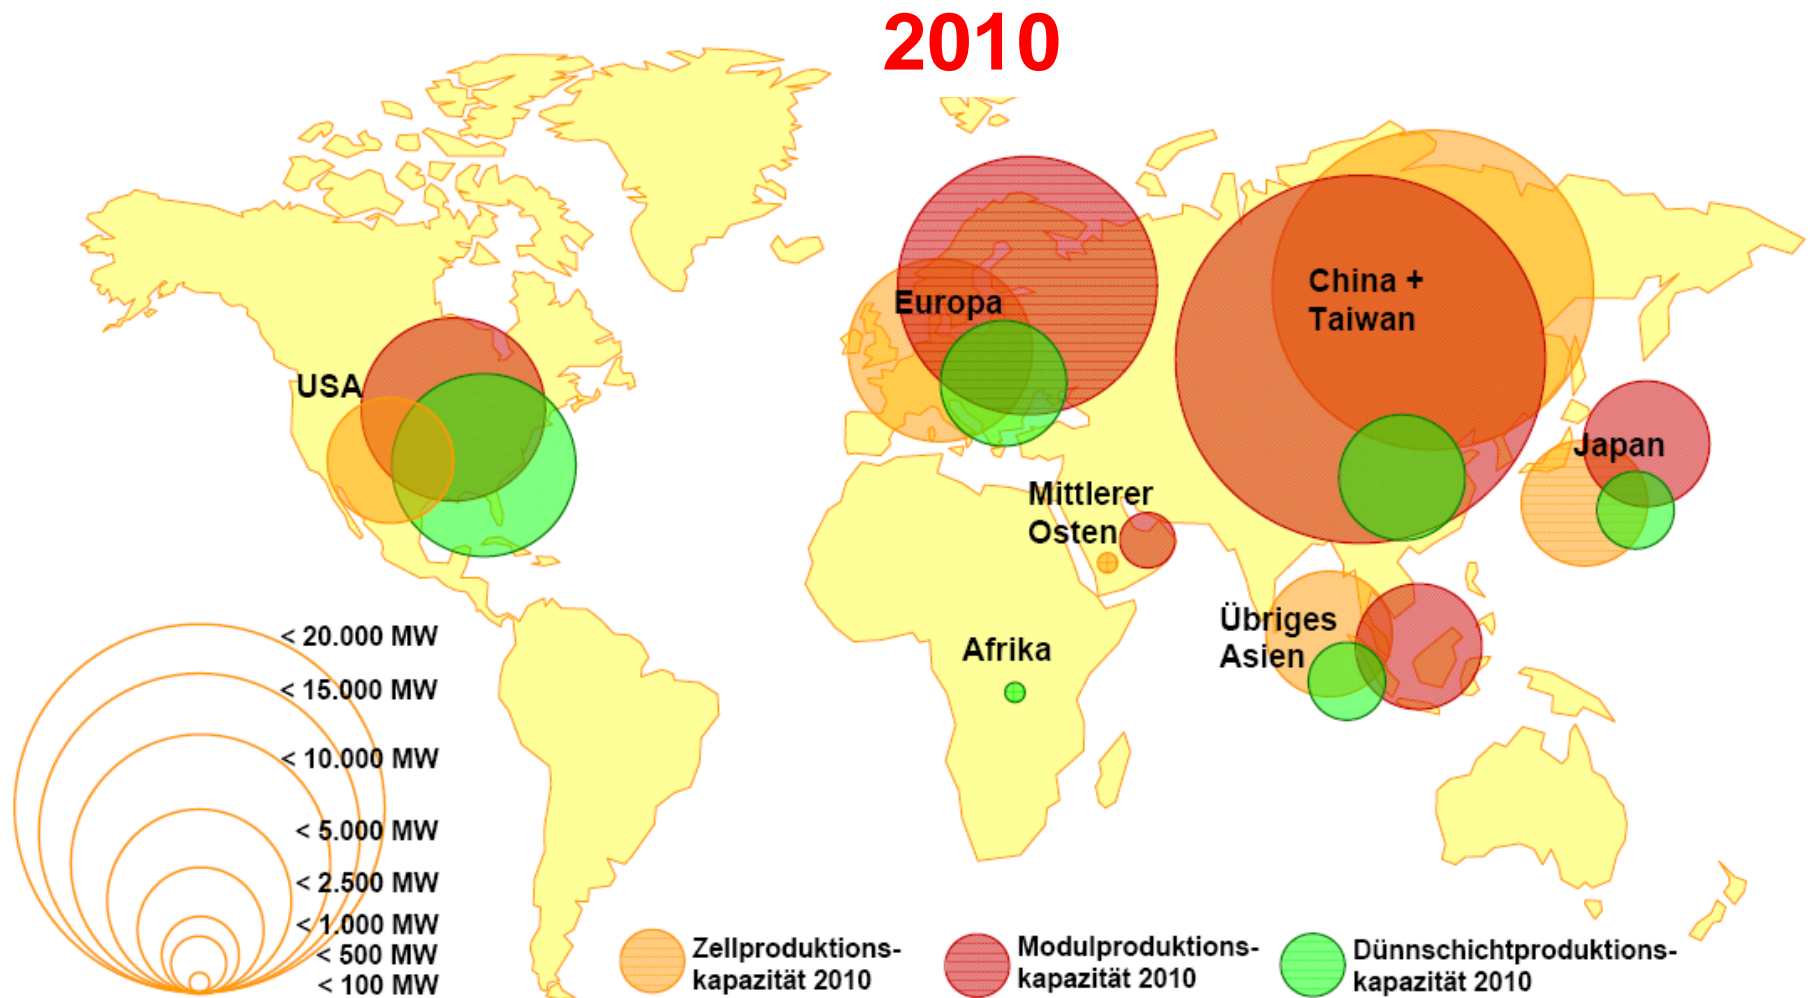 2010
Europa
China +
Taiwan
USA
Japan
Mittlerer
Osten
Übriges
Asien
Afrika
< 20.000 MW
< 15.000 MW
< 10.000 MW
< 5.000 MW
< 2.500 MW
< 1.000 MW
< 500 MW
< 100 MW
Zellproduktions-
kapazität 2010
Modulproduktions-
kapazität 2010
Dünnschichtproduktions-
kapazität 2010